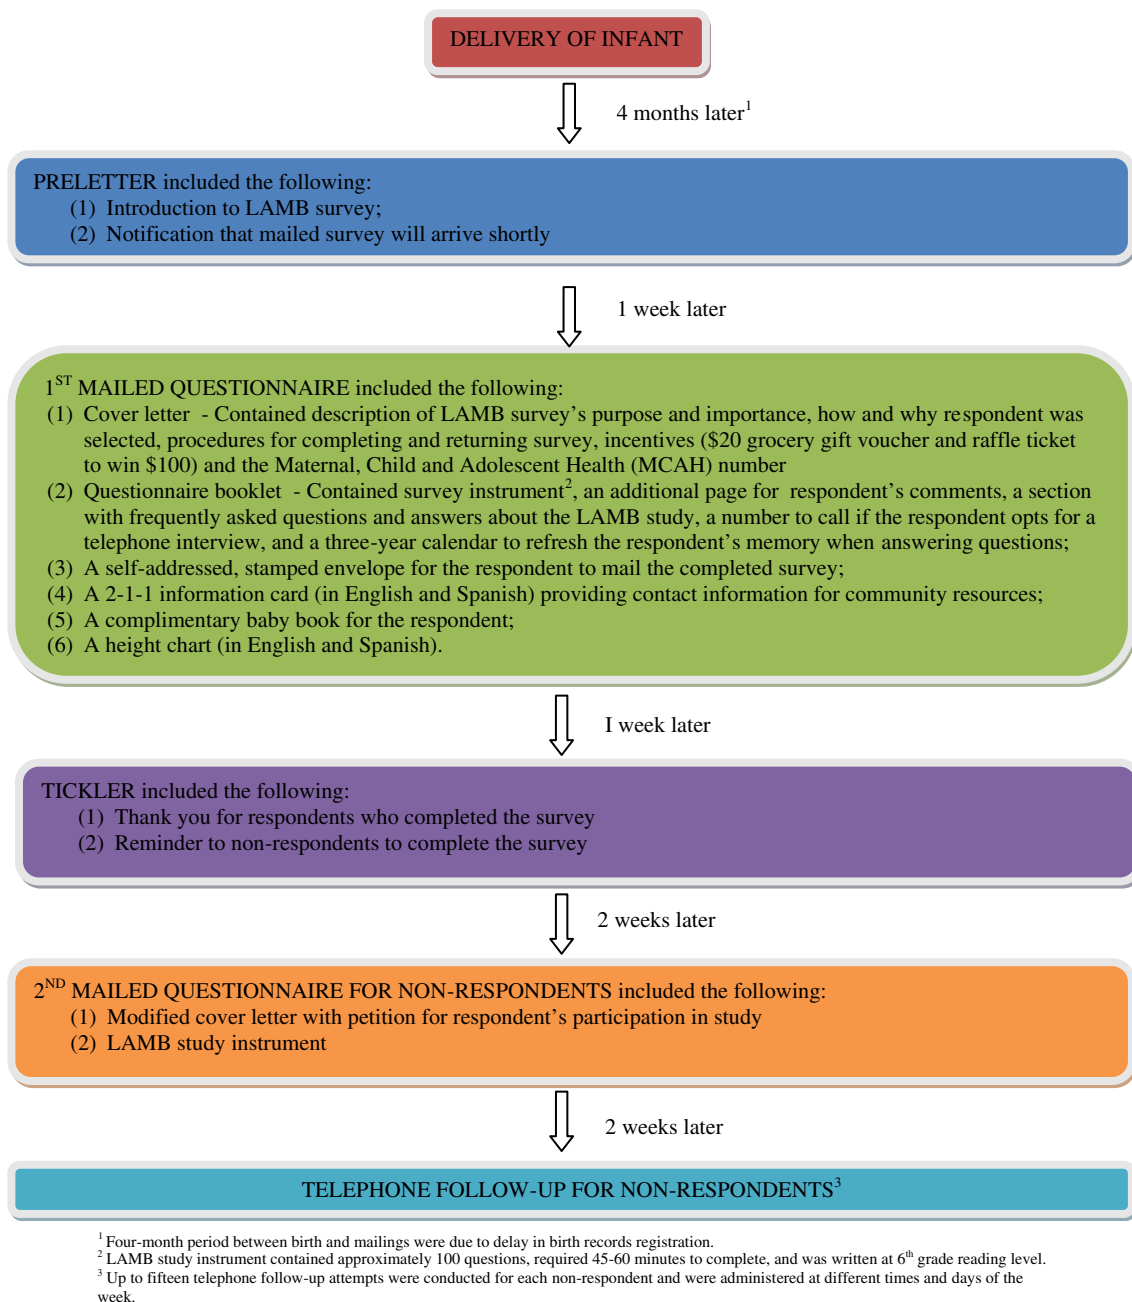 DELIVERY OF INFANT
4 months later1
PRELETTER included the following:
(1) Introduction to LAMB survey;
(2) Notification that mailed survey will arrive shortly
1 week later
1ST MAILED QUESTIONNAIRE included the following:
(1) Cover letter - Contained description of LAMB survey's purpose and importance, how and why respondent was
selected, procedures for completing and returning survey, incentives ($20 grocery gift voucher and raffle ticket
to win $100) and the Maternal, Child and Adolescent Health (MCAH) number
(2) Questionnaire booklet - Contained survey instrument2, an additional page for respondent's comments, a section
with frequently asked questions and answers about the LAMB study, a number to call if the respondent opts for a
telephone interview, and a three-year calendar to refresh the respondent's memory when answering questions;
(3) A self-addressed, stamped envelope for the respondent to mail the completed survey;
(4) A 2-1-1 information card (in English and Spanish) providing contact information for community resources;
(5) A complimentary baby book for the respondent;
(6) A height chart (in English and Spanish).
I week later
TICKLER included the following:
(1) Thank you for respondents who completed the survey
(2) Reminder to non-respondents to complete the survey
2 weeks later
2ND MAILED QUESTIONNAIRE FOR NON-RESPONDENTS included the following:
(1) Modified cover letter with petition for respondent's participation in study
(2) LAMB study instrument
2 weeks later
TELEPHONE FOLLOW-UP FOR NON-RESPONDENTS3
1 Four-month period between birth and mailings were due to delay in birth records registration.
2 LAMB study instrument contained approximately 100 questions, required 45-60 minutes to complete, and was written at 6th grade reading level.
3 Up to fifteen telephone follow-up attempts were conducted for each non-respondent and were administered at different times and days of the
week.